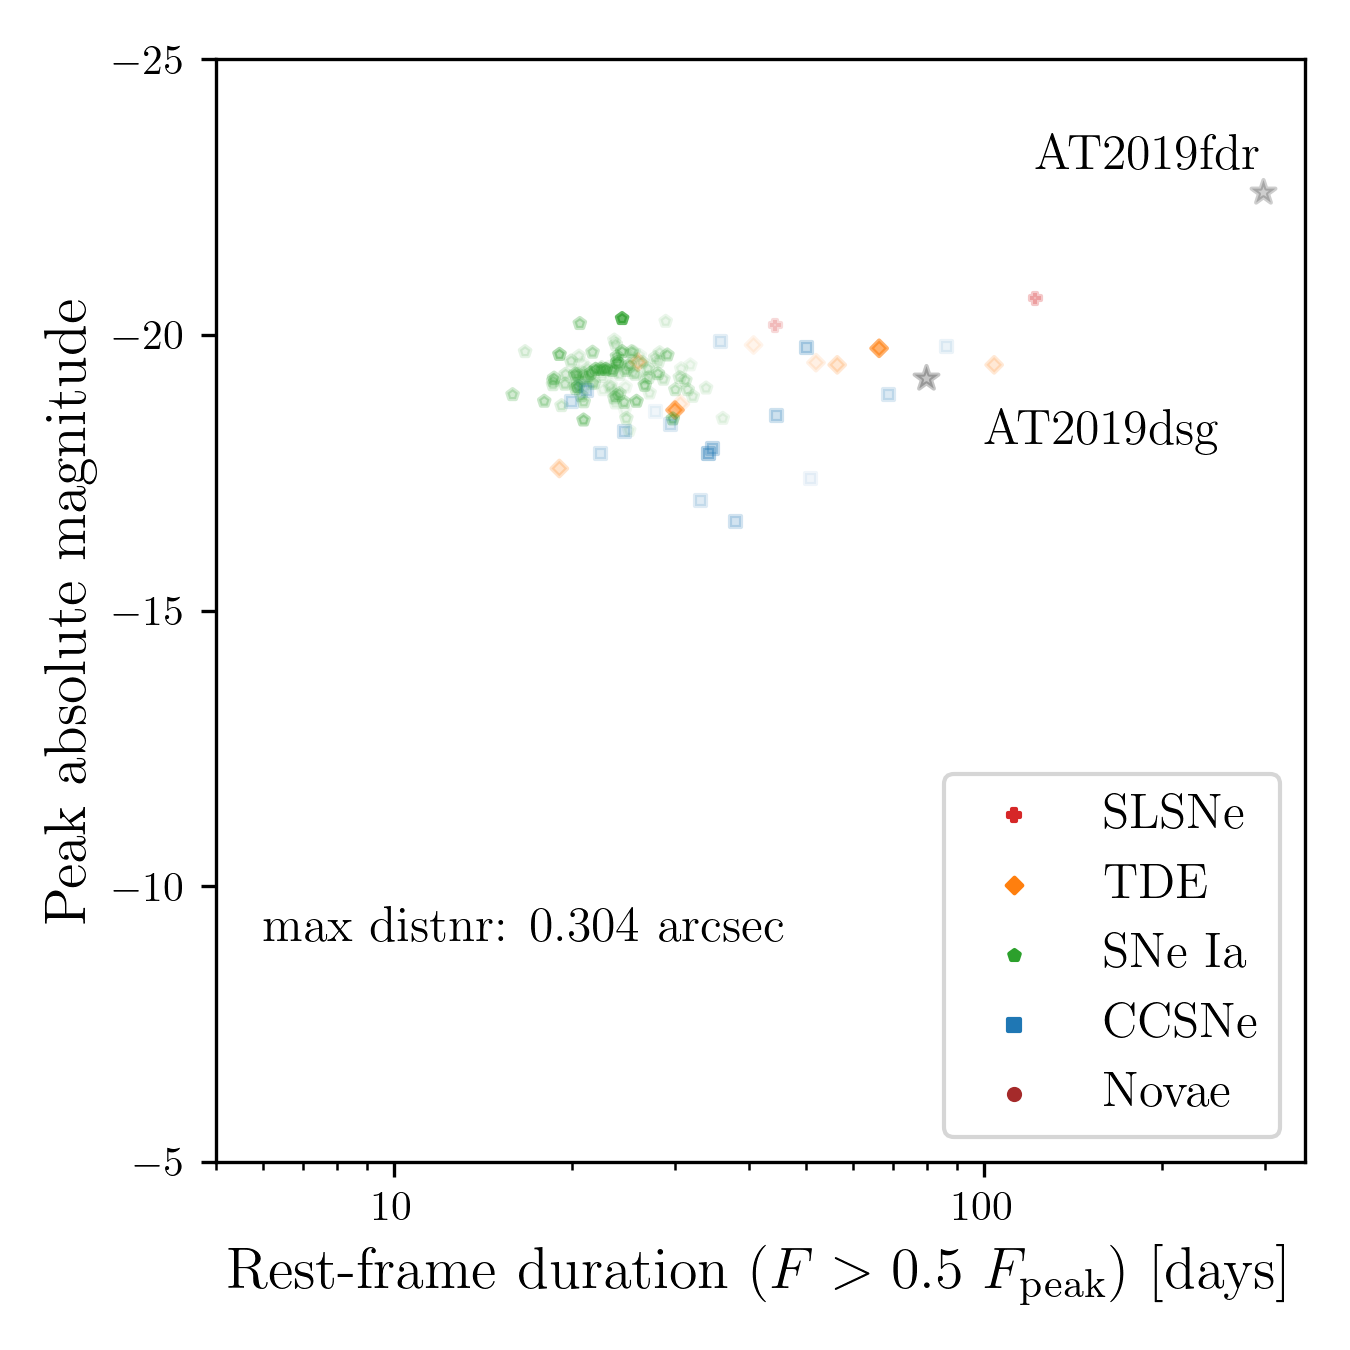 −25
−20
−15
−10
−5
Peak absolute magnitude
AT2019fdr
AT2019dsg
max distnr: 0.304 arcsec
SLSNe
TDE
SNe Ia
CCSNe
Novae
10 100
Rest-frame duration (F > 0.5 F_peak) [days]